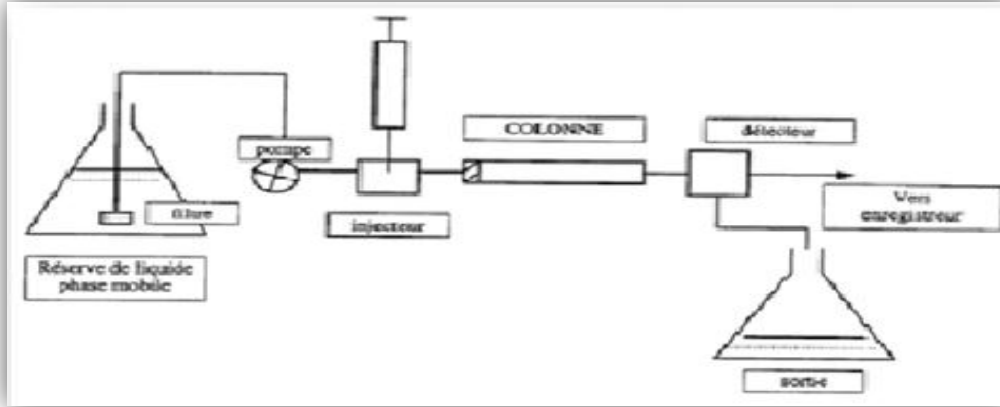 pompe
COLONNE
détecteur
filtre
injecteur
Vers
enregistreur
Réserve de liquide
phase mobile
sortie